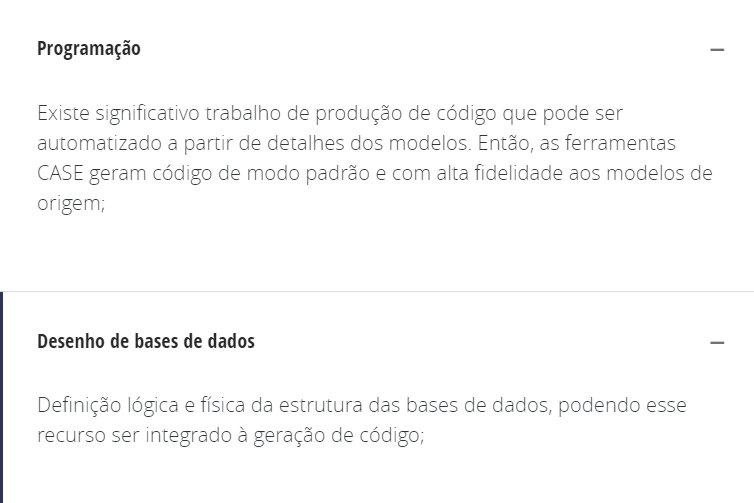 Programação
Existe significativo trabalho de produção de código que pode ser
automatizado a partir de detalhes dos modelos. Então, as ferramentas
CASE geram código de modo padrão e com alta fidelidade aos modelos de
origem;
Desenho de bases de dados
Definição lógica e física da estrutura das bases de dados, podendo esse
recurso ser integrado à geração de código;